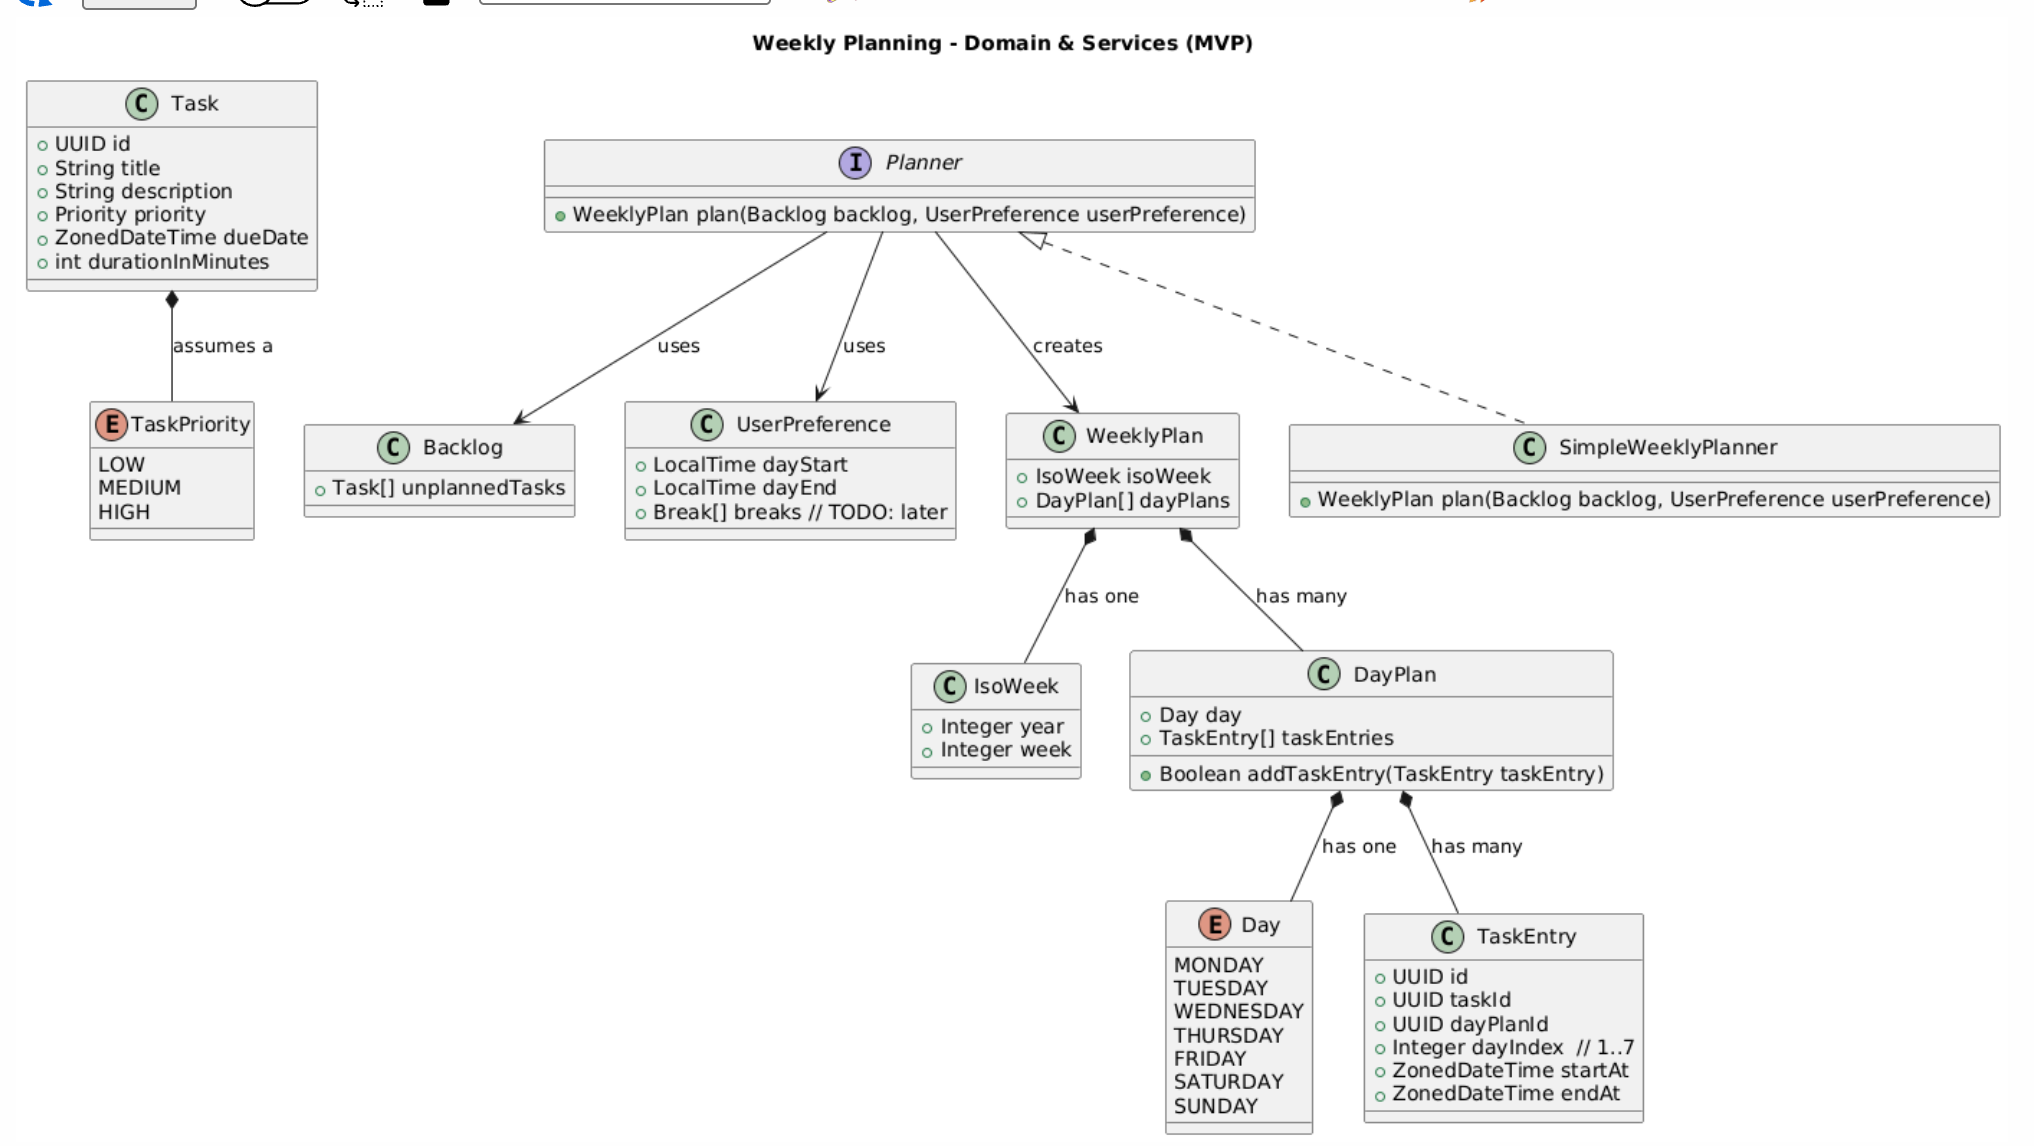 Weekly Planning - Domain & Services (MVP)
C Task
UUID id
String title
String description
Priority priority
ZonedDateTime dueDate
int durationInMinutes
I Planner
WeeklyPlan plan(Backlog backlog, UserPreference userPreference)
assumes a
uses
uses
creates
E TaskPriority
LOW
MEDIUM
HIGH
C Backlog
Task[] unplannedTasks
C UserPreference
LocalTime dayStart
LocalTime dayEnd
Break[] breaks // TODO: later
C WeeklyPlan
IsoWeek isoWeek
DayPlan[] dayPlans
C SimpleWeeklyPlanner
WeeklyPlan plan(Backlog backlog, UserPreference userPreference)
has one
has many
C IsoWeek
Integer year
Integer week
C DayPlan
Day day
TaskEntry[] taskEntries
Boolean addTaskEntry(TaskEntry taskEntry)
has one
has many
E Day
MONDAY
TUESDAY
WEDNESDAY
THURSDAY
FRIDAY
SATURDAY
SUNDAY
C TaskEntry
UUID id
UUID taskId
UUID dayPlanId
Integer dayIndex // 1..7
ZonedDateTime startAt
ZonedDateTime endAt